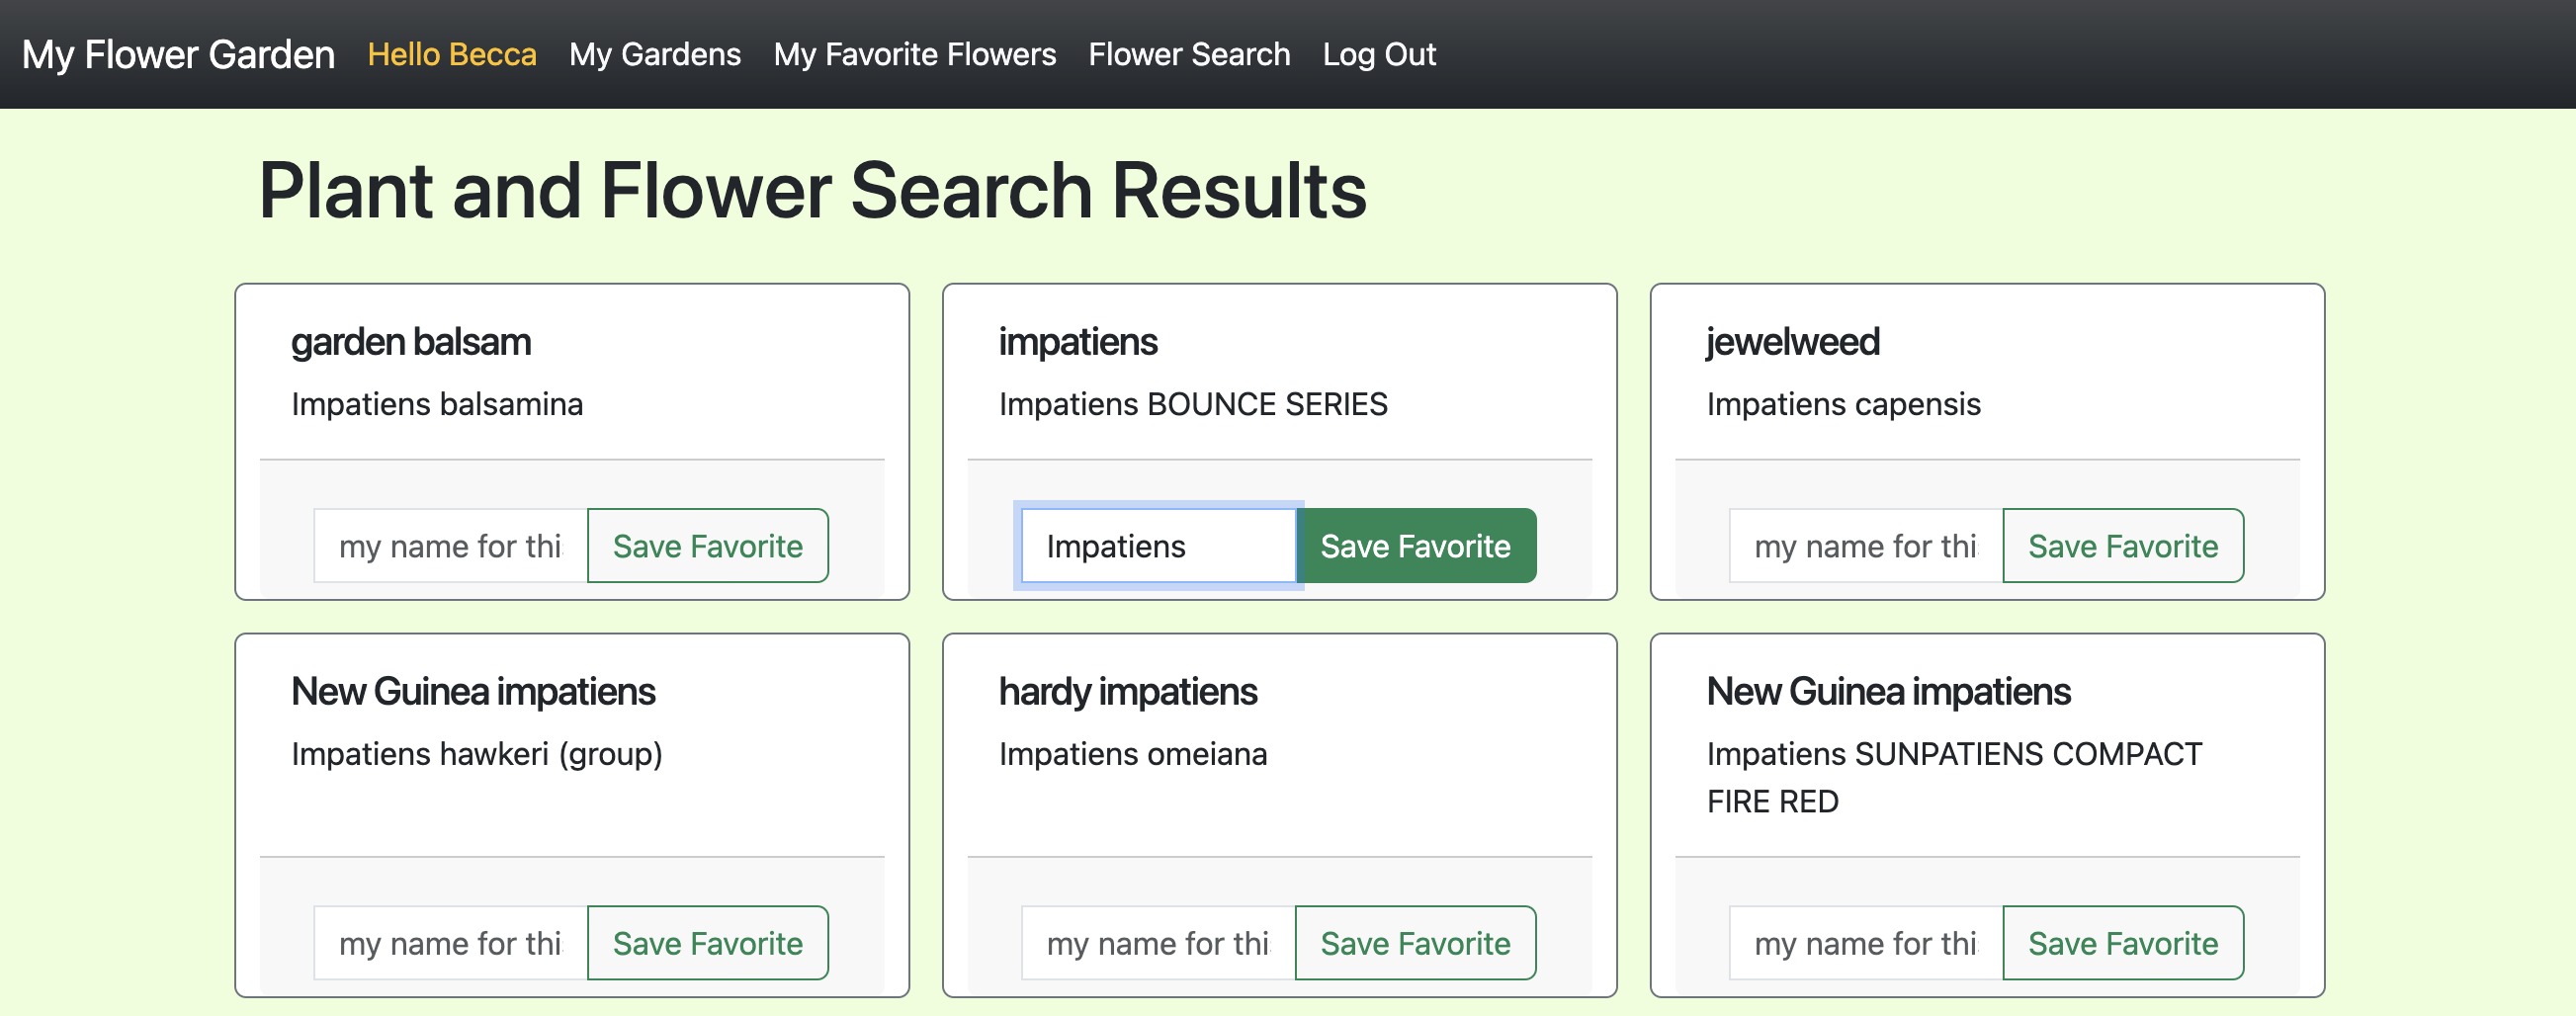 My Flower Garden Hello Becca My Gardens My Favorite Flowers Flower Search Log Out
Plant and Flower Search Results
garden balsam
Impatiens balsamina
my name for thi Save Favorite
impatiens
Impatiens BOUNCE SERIES
Impatiens Save Favorite
jewelweed
Impatiens capensis
my name for thi Save Favorite
New Guinea impatiens
Impatiens hawkeri (group)
my name for thi Save Favorite
hardy impatiens
Impatiens omeiana
my name for thi Save Favorite
New Guinea impatiens
Impatiens SUNPATIENS COMPACT
FIRE RED
my name for thi Save Favorite